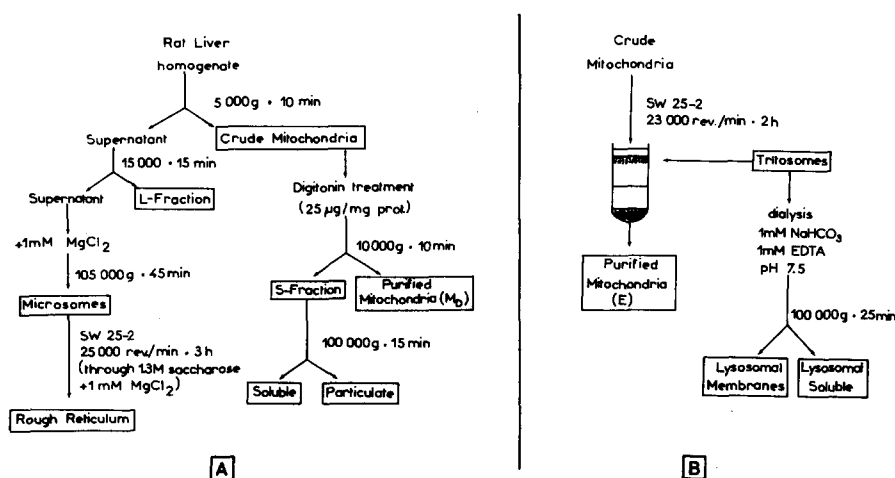 Rat Liver
homogenate
5 000g · 10 min
Supernatant
Crude Mitochondria
15 000 · 15 min
Supernatant
L-Fraction
+1mM MgCl2
105 000g · 45min
Microsomes
SW 25-2
25 000 rev./min · 3 h
(through 1.3M saccharose
+1 mM MgCl2)
Rough Reticulum
Digitonin treatment
(25 µg/mg prot.)
10 000g · 10min
S-Fraction
Purified
Mitochondria (MD)
100 000g · 15 min
Soluble
Particulate
A
Crude
Mitochondria
SW 25-2
23 000 rev./min · 2h
Tritosomes
Purified
Mitochondria
(E)
dialysis
1mM NaHCO3
1mM EDTA
pH 7.5
100 000g · 25min
Lysosomal
Membranes
Lysosomal
Soluble
B